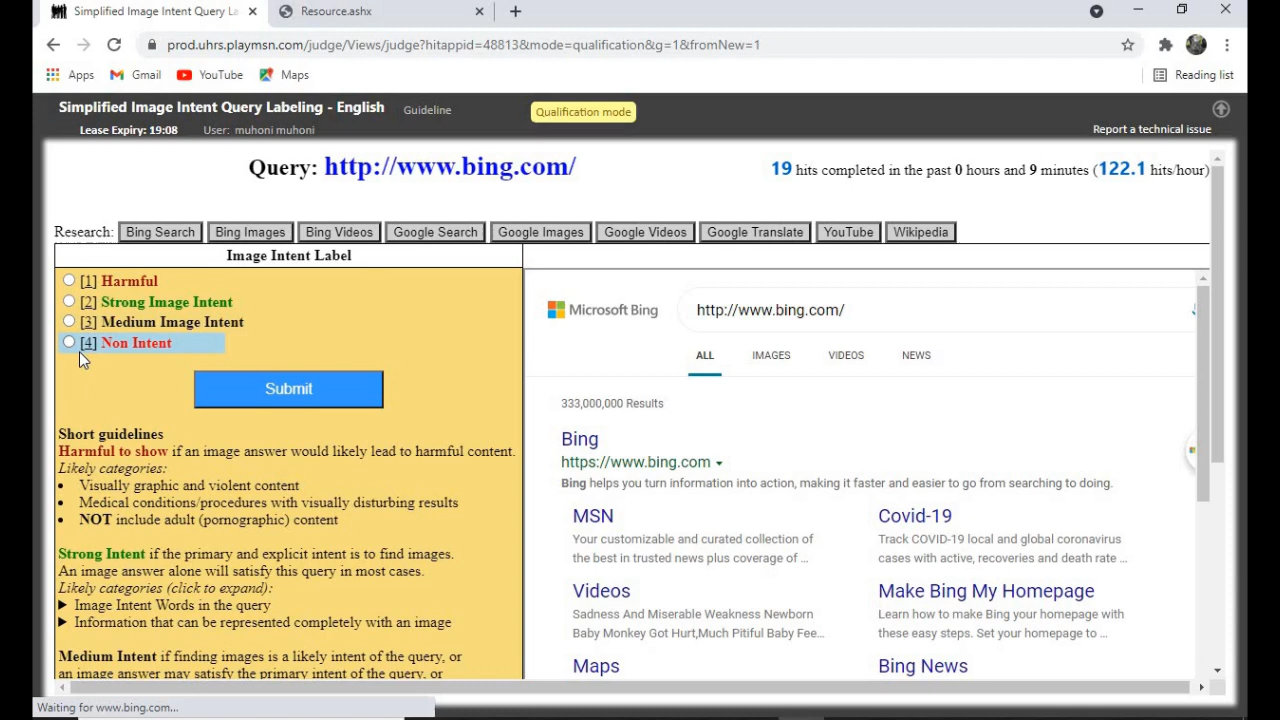 Simplified Image Intent Query La
Resource.ashx
prod.uhrs.playmsn.com/judge/Views/judge?hitappid=48813&mode=qualification&g=1&fromNew=1
Apps Gmail YouTube Maps Reading list
Simplified Image Intent Query Labeling - English Guideline Qualification mode
Lease Expiry: 19:08 User: muhoni muhoni Report a technical issue
Query: http://www.bing.com/ 19 hits completed in the past 0 hours and 9 minutes (122.1 hits/hour)
Research: Bing Search Bing Images Bing Videos Google Search Google Images Google Videos Google Translate YouTube Wikipedia
Image Intent Label
[1] Harmful
[2] Strong Image Intent
[3] Medium Image Intent
[4] Non Intent
Submit
Short guidelines
Harmful to show if an image answer would likely lead to harmful content.
Likely categories:
• Visually graphic and violent content
• Medical conditions/procedures with visually disturbing results
• NOT include adult (pornographic) content
Strong Intent if the primary and explicit intent is to find images.
An image answer alone will satisfy this query in most cases.
Likely categories (click to expand):
Image Intent Words in the query
Information that can be represented completely with an image
Medium Intent if finding images is a likely intent of the query, or
an image answer may satisfy the primary intent of the query, or
Microsoft Bing http://www.bing.com/
ALL IMAGES VIDEOS NEWS
333,000,000 Results
Bing
https://www.bing.com
Bing helps you turn information into action, making it faster and easier to go from searching to doing.
MSN
Your customizable and curated collection of
the best in trusted news plus coverage of ...
Covid-19
Track COVID-19 local and global coronavirus
cases with active, recoveries and death rate ...
Videos
Sadness And Miserable Weakness Newborn
Baby Monkey Got Hurt,Much Pitiful Baby Fee...
Make Bing My Homepage
Learn how to make Bing your homepage with
these easy steps. Set your homepage to ...
Maps
Bing News
Waiting for www.bing.com...